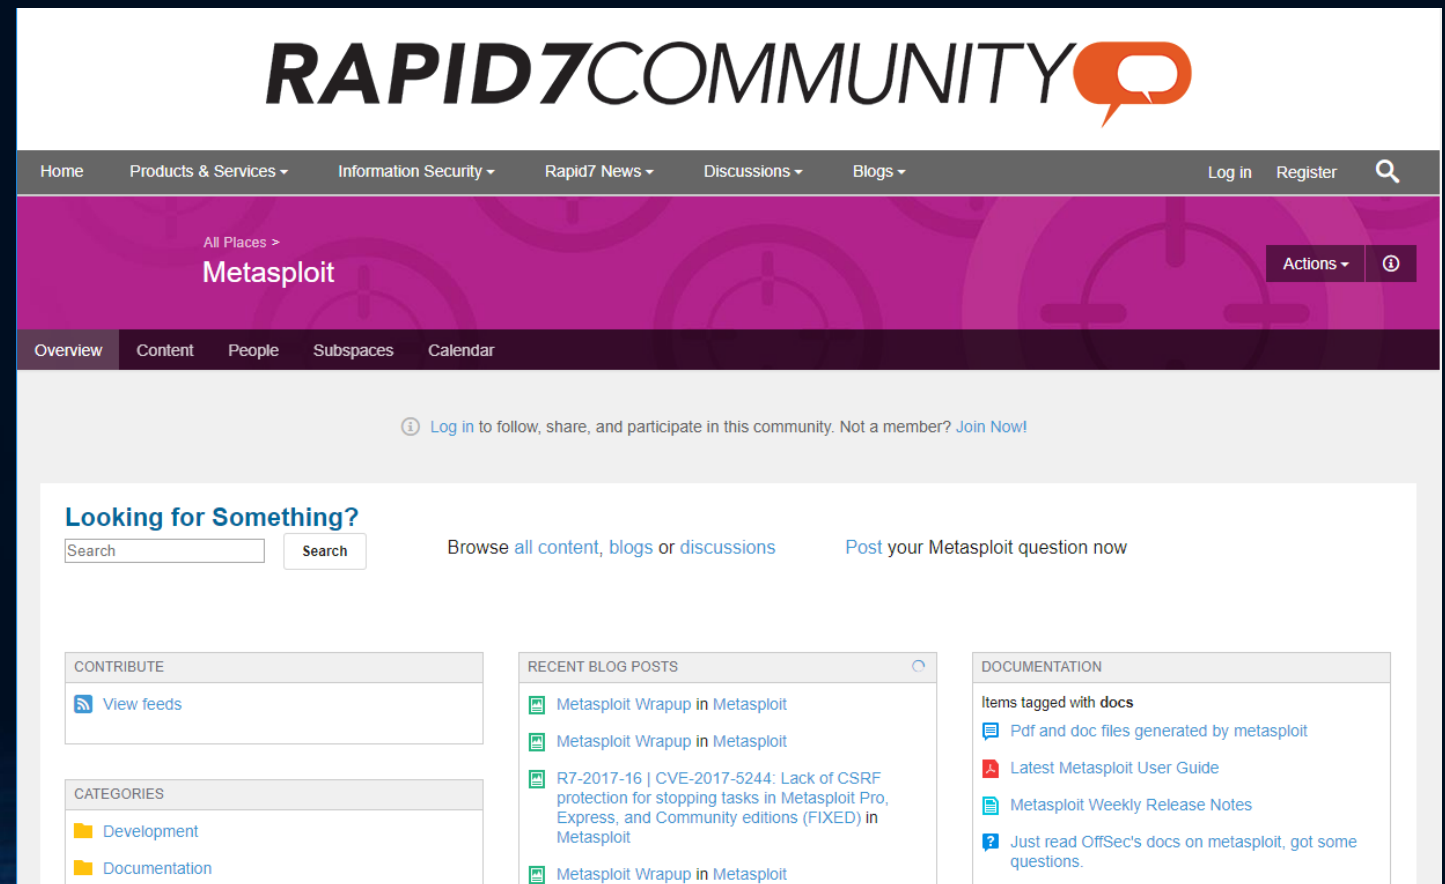 RAPID7COMMUNITY
Home Products & Services Information Security Rapid7 News Discussions Blogs Log in Register
All Places >
Metasploit
Actions
Overview Content People Subspaces Calendar
Log in to follow, share, and participate in this community. Not a member? Join Now!
Looking for Something?
Search Search Browse all content, blogs or discussions Post your Metasploit question now
CONTRIBUTE
View feeds
CATEGORIES
Development
Documentation
RECENT BLOG POSTS
Metasploit Wrapup in Metasploit
Metasploit Wrapup in Metasploit
R7-2017-16 | CVE-2017-5244: Lack of CSRF
protection for stopping tasks in Metasploit Pro,
Express, and Community editions (FIXED) in
Metasploit
Metasploit Wrapup in Metasploit
DOCUMENTATION
Items tagged with docs
Pdf and doc files generated by metasploit
Latest Metasploit User Guide
Metasploit Weekly Release Notes
Just read OffSec's docs on metasploit, got some
questions.